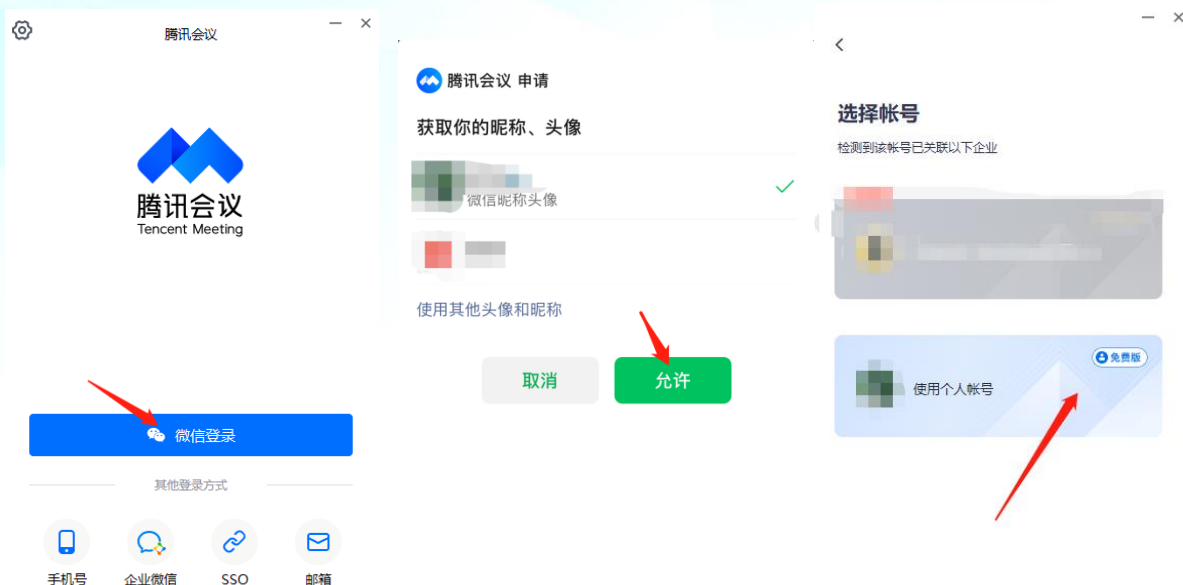 腾讯会议
腾讯会议
Tencent Meeting
微信登录
其他登录方式
手机号
企业微信
SSO
邮箱
腾讯会议 申请
获取你的昵称、头像
微信昵称头像
使用其他头像和昵称
取消
允许
选择帐号
检测到该帐号已关联以下企业
免费版
使用个人帐号